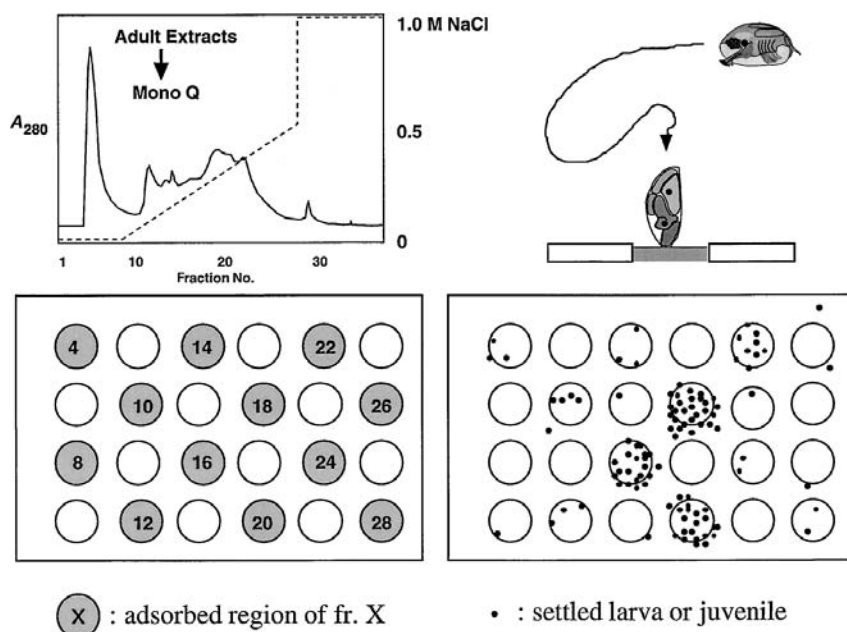 Adult Extracts
Mono Q
A280
1.0 M NaCl
0.5
0
1 10 20 30
Fraction No.
4 14 22
10 18 26
8 16 24
12 20 28
X : adsorbed region of fr. X
• : settled larva or juvenile